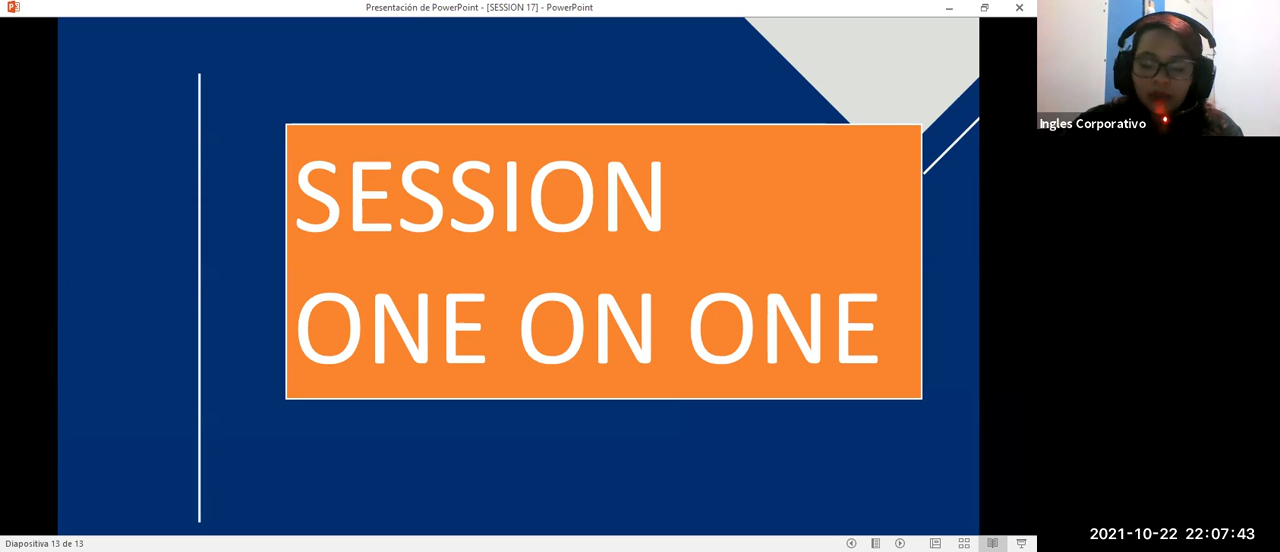 Presentación de PowerPoint - [SESSION 17] - PowerPoint
SESSION
ONE ON ONE
Ingles Corporativo
Diapositiva 13 de 13
2021-10-22 22:07:43